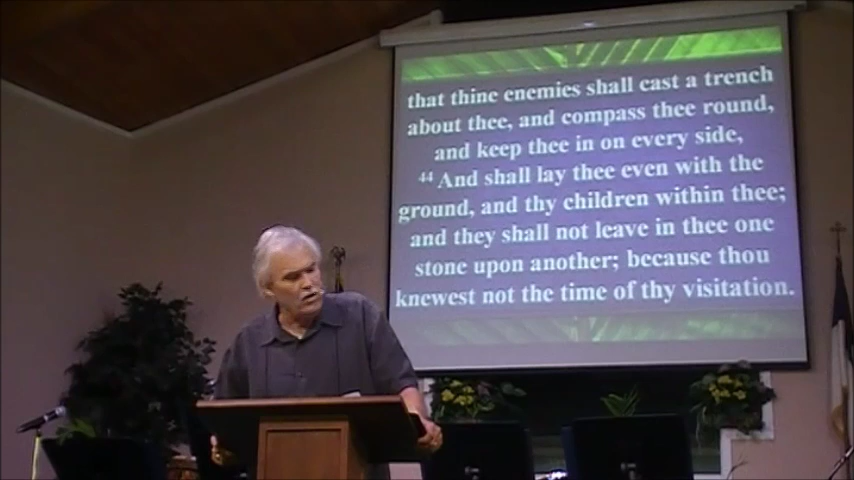 that thine enemies shall cast a trench
about thee, and compass thee round,
and keep thee in on every side,
44 And shall lay thee even with the
ground, and thy children within thee;
and they shall not leave in thee one
stone upon another; because thou
knewest not the time of thy visitation.